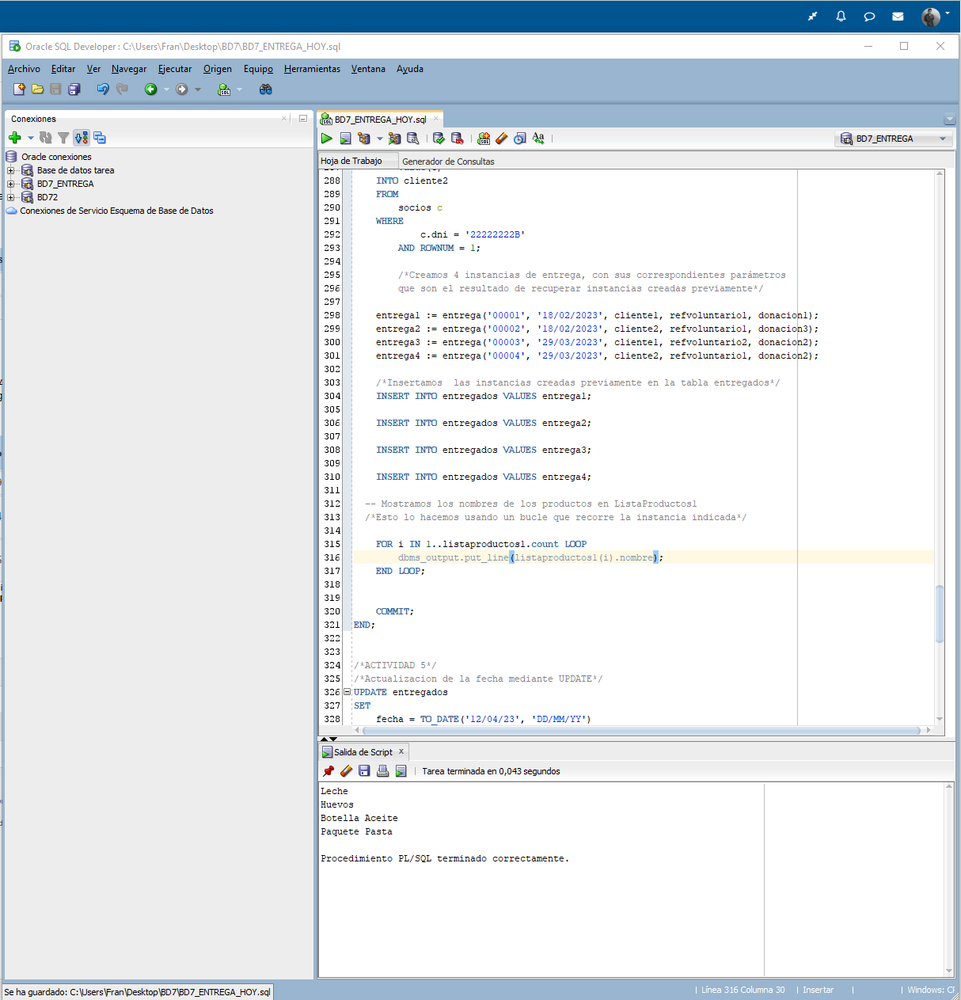 Oracle SQL Developer : C:\Users\Fran\Desktop\BD7\BD7_ENTREGA_HOY.sql
Archivo Editar Ver Navegar Ejecutar Origen Equipo Herramientas Ventana Ayuda
Conexiones
Oracle conexiones
Base de datos tarea
BD7_ENTREGA
BD72
Conexiones de Servicio Esquema de Base de Datos
BD7_ENTREGA_HOY.sql
BD7_ENTREGA
Hoja de Trabajo Generador de Consultas
288 INTO cliente2
289 FROM
290 socios c
291 WHERE
292 c.dni = '22222222B'
293 AND ROWNUM = 1;
294
295 /*Creamos 4 instancias de entrega, con sus correspondientes parámetros
296 que son el resultado de recuperar instancias creadas previamente*/
297
298 entrega1 := entrega('00001', '18/02/2023', cliente1, refvoluntario1, donacion1);
299 entrega2 := entrega('00002', '18/02/2023', cliente2, refvoluntario1, donacion3);
300 entrega3 := entrega('00003', '29/03/2023', cliente1, refvoluntario2, donacion2);
301 entrega4 := entrega('00004', '29/03/2023', cliente2, refvoluntario1, donacion2);
302
303 /*Insertamos  las instancias creadas previamente en la tabla entregados*/
304 INSERT INTO entregados VALUES entrega1;
305
306 INSERT INTO entregados VALUES entrega2;
307
308 INSERT INTO entregados VALUES entrega3;
309
310 INSERT INTO entregados VALUES entrega4;
311
312 -- Mostramos los nombres de los productos en ListaProductos1
313 /*Esto lo hacemos usando un bucle que recorre la instancia indicada*/
314
315 FOR i IN 1..listaproductos1.count LOOP
316 dbms_output.put_line(listaproductos1(i).nombre);
317 END LOOP;
318
319
320 COMMIT;
321 END;
322
323
324 /*ACTIVIDAD 5*/
325 /*Actualizacion de la fecha mediante UPDATE*/
326 UPDATE entregados
327 SET
328 fecha = TO_DATE('12/04/23', 'DD/MM/YY')
Salida de Script
Tarea terminada en 0,043 segundos
Leche
Huevos
Botella Aceite
Paquete Pasta
Procedimiento PL/SQL terminado correctamente.
Se ha guardado: C:\Users\Fran\Desktop\BD7\BD7_ENTREGA_HOY.sql
Línea 316 Columna 30 Insertar Windows: